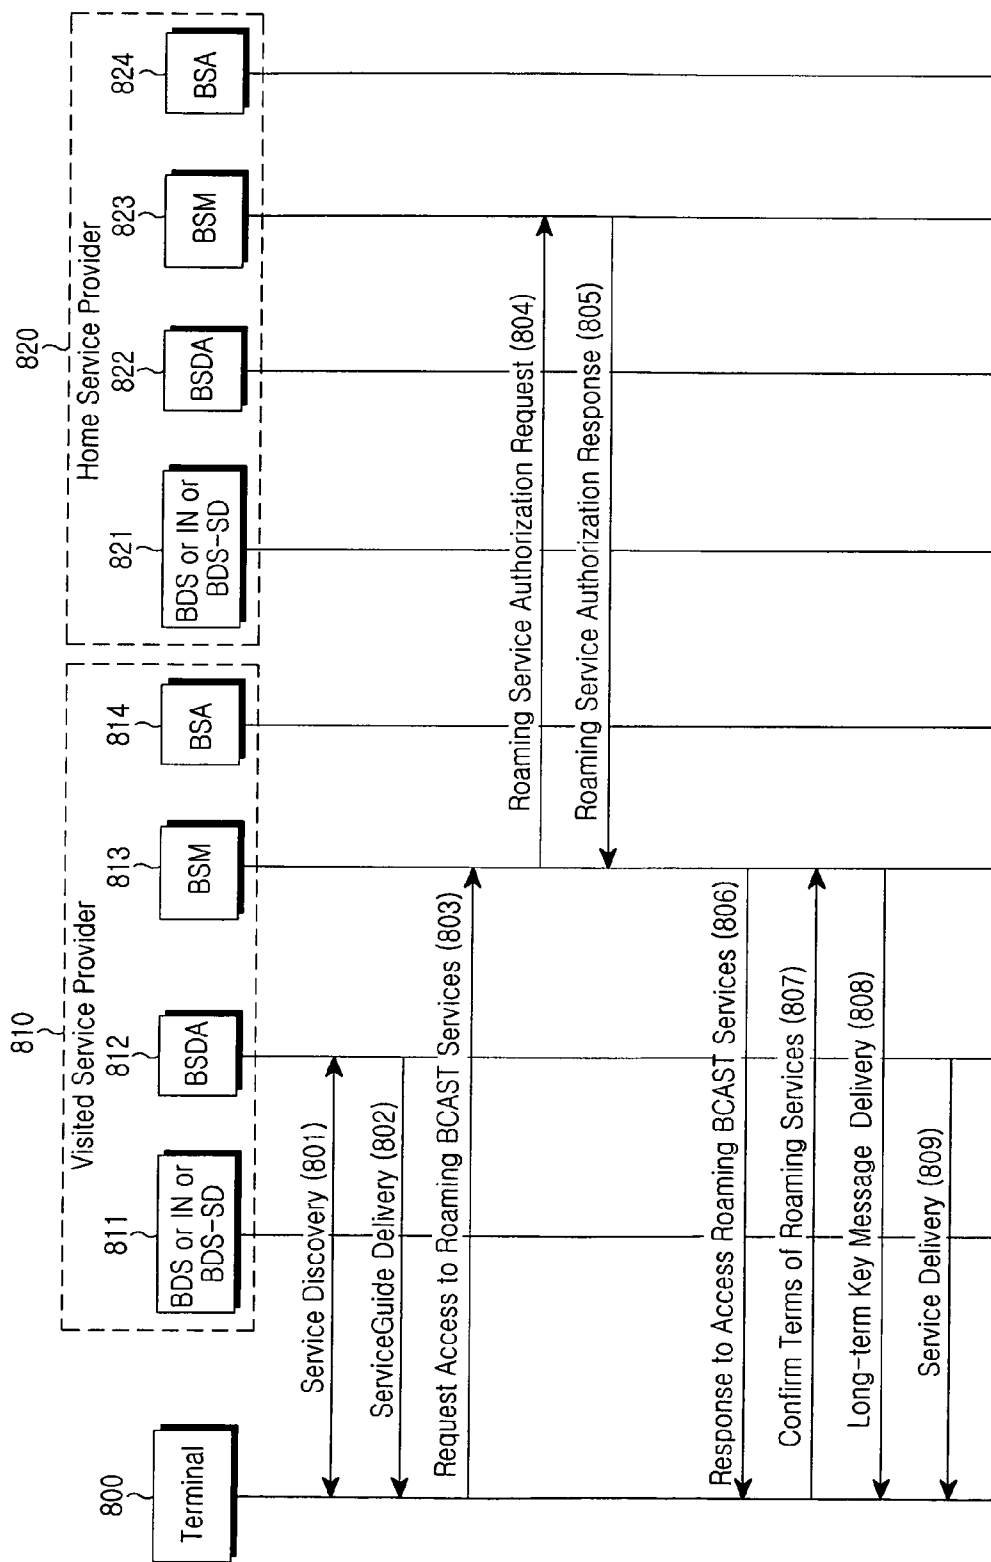 810
Visited Service Provider
820
Home Service Provider
800
811
812
813
814
821
822
823
824
Terminal
BDS or IN or
BDS-SD
BSDA
BSM
BSA
BDS or IN or
BDS-SD
BSDA
BSM
BSA
Service Discovery (801)
ServiceGuide Delivery (802)
Request Access to Roaming BCAST Services (803)
Roaming Service Authorization Request (804)
Roaming Service Authorization Response (805)
Response to Access Roaming BCAST Services (806)
Confirm Terms of Roaming Services (807)
Long-term Key Message Delivery (808)
Service Delivery (809)